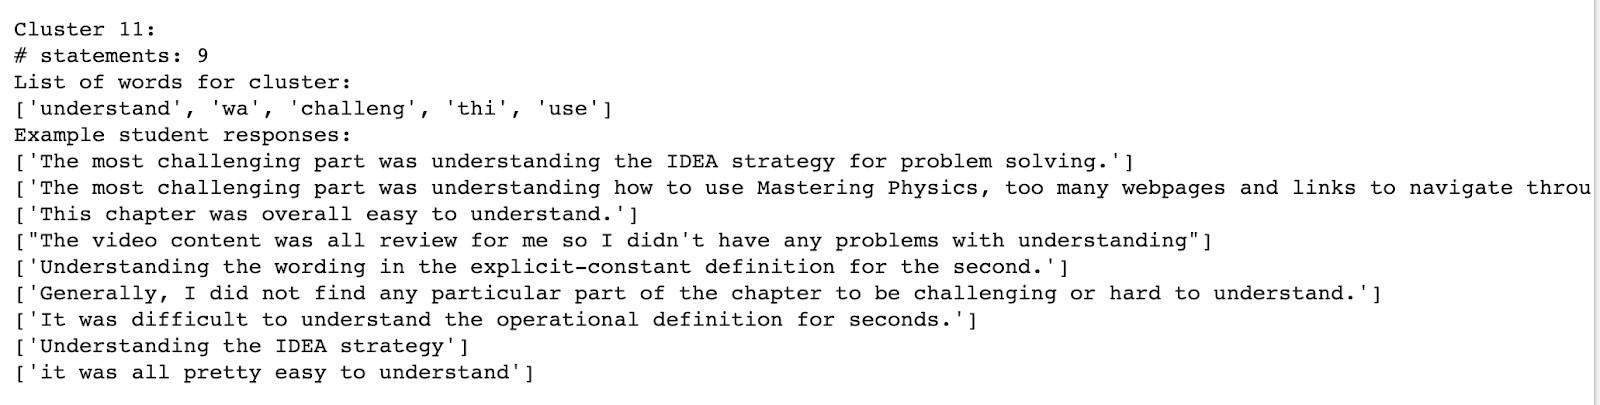 Cluster 11:
# statements: 9
List of words for cluster:
['understand', 'wa', 'challeng', 'thi', 'use']
Example student responses:
['The most challenging part was understanding the IDEA strategy for problem solving.']
['The most challenging part was understanding how to use Mastering Physics, too many webpages and links to navigate throu
['This chapter was overall easy to understand.']
["The video content was all review for me so I didn't have any problems with understanding"]
['Understanding the wording in the explicit-constant definition for the second.']
['Generally, I did not find any particular part of the chapter to be challenging or hard to understand.']
['It was difficult to understand the operational definition for seconds.']
['Understanding the IDEA strategy']
['it was all pretty easy to understand']